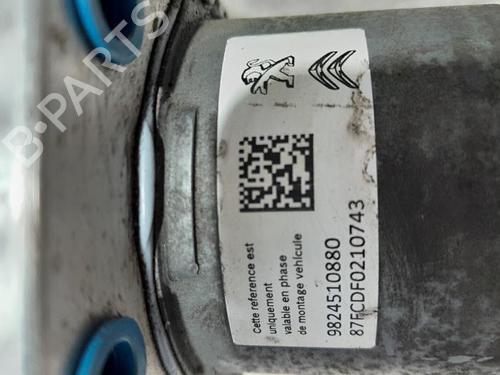 Cette reference est
uniquement
valable en phase
de montage vehicule
9824510880
87FCDF0210743
B-PARTS